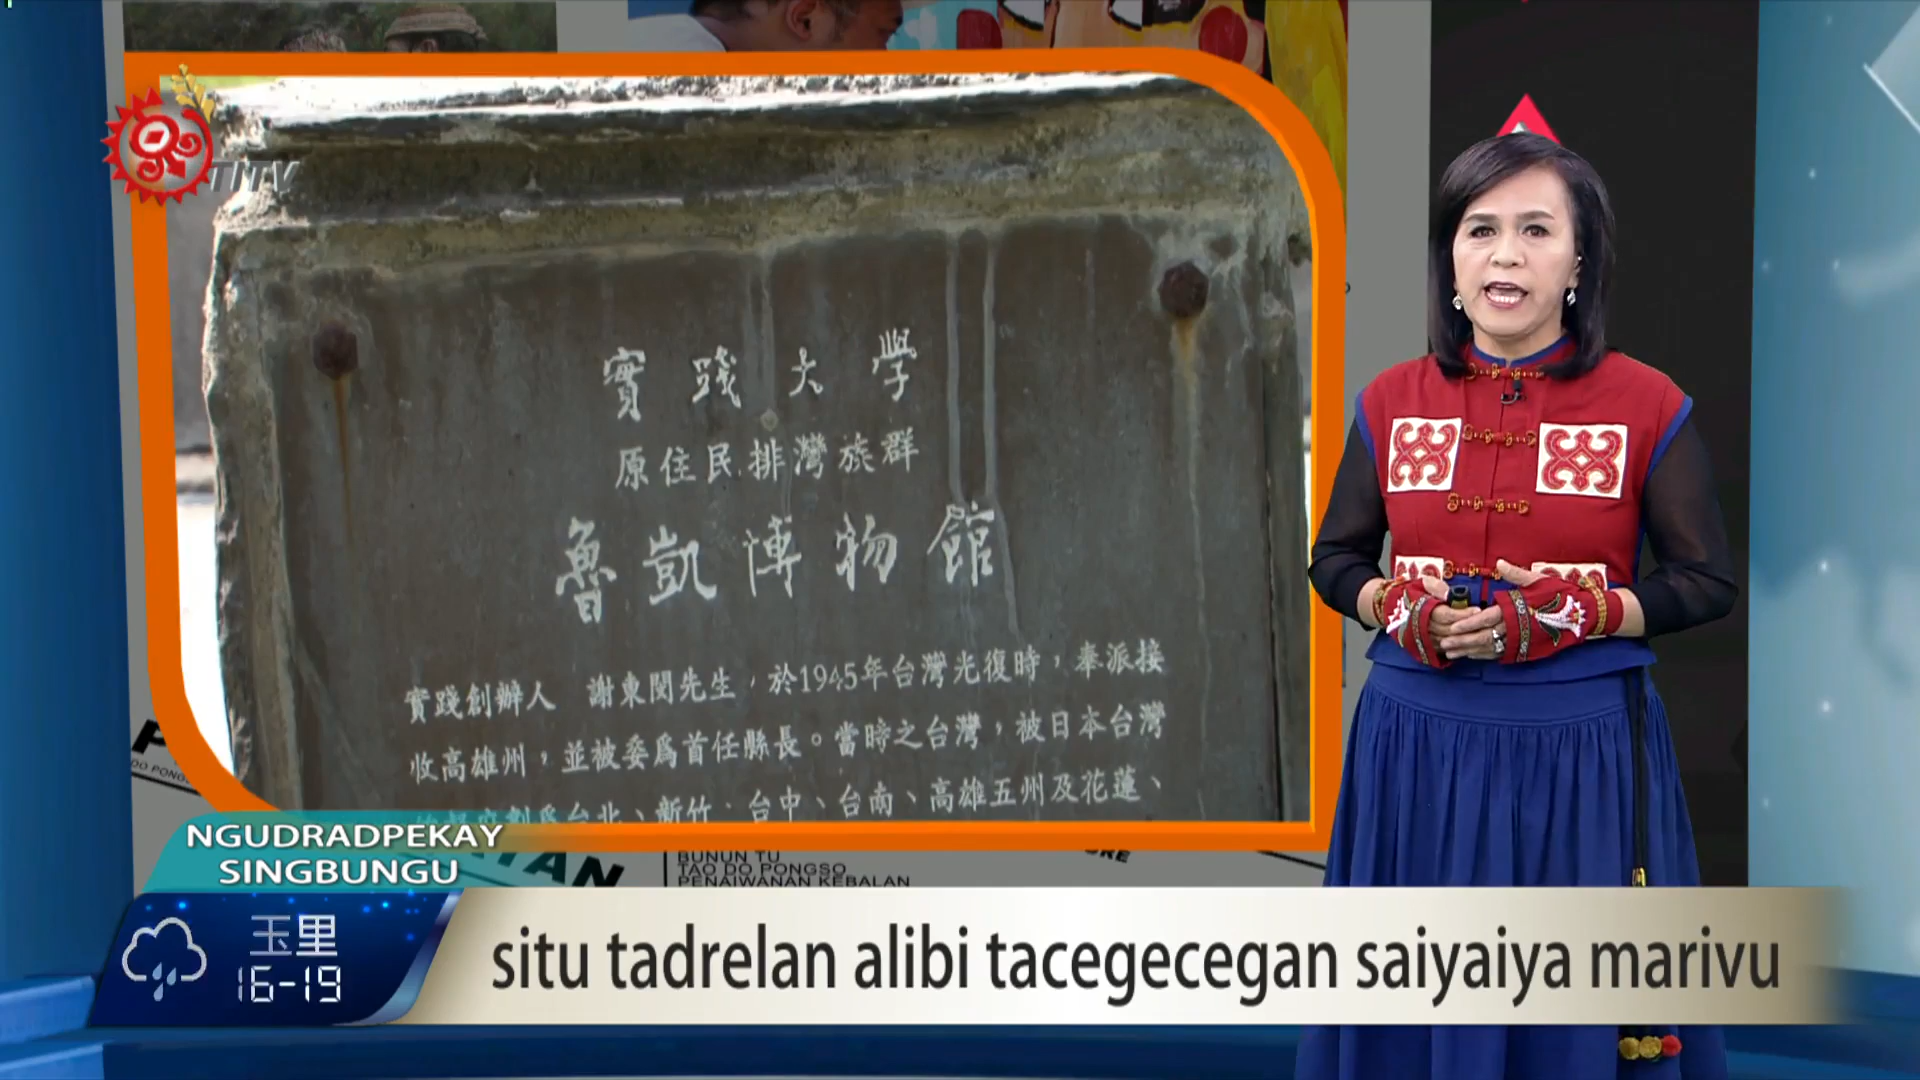 TITV
實踐大學
原住民排灣族群
魯凱博物館
實踐創辦人 謝東閔先生，於1945年台灣光復時，奉派接
收高雄州，並被委為首任縣長。當時之台灣，被日本台灣
台北、新竹、台中、台南、高雄五州及花蓮、
BUNUN TU
TAO DO PONGSO
PENAIWANAN KEBALAN
NGUDRADPEKAY
SINGBUNGU
玉里
16-19
situ tadrelan alibi tacegecegan saiyaiya marivu